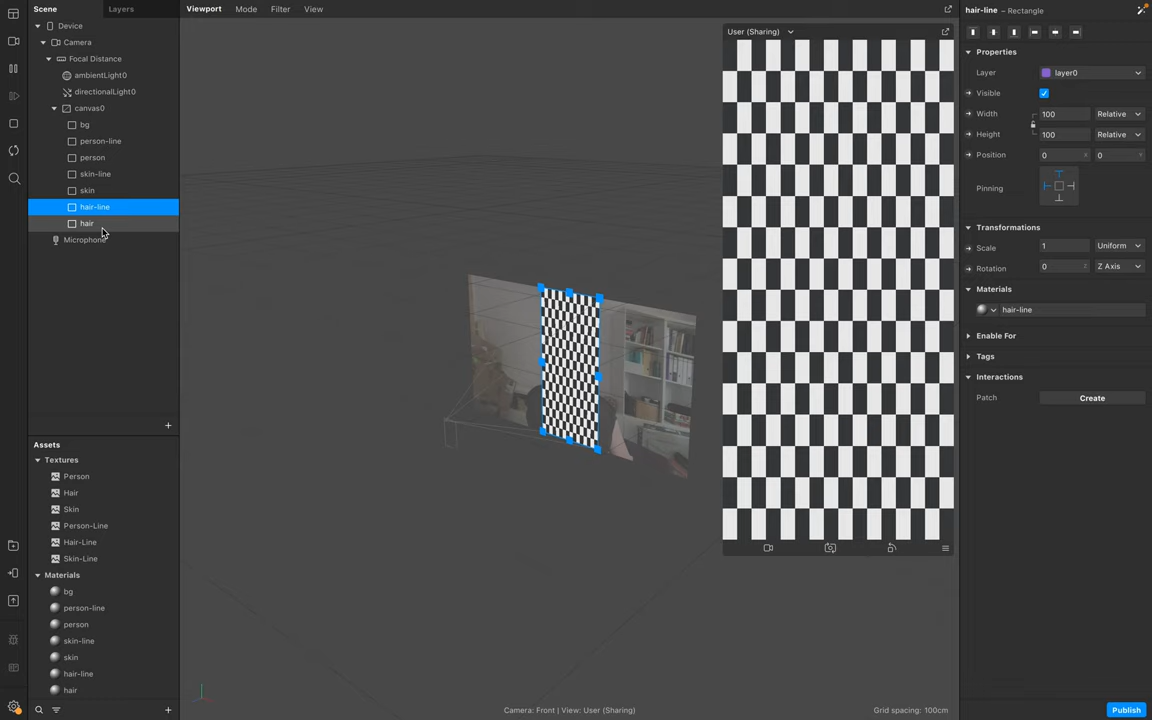 Scene
Layers
Device
Camera
Focal Distance
ambientLight0
directionalLight0
canvas0
bg
person-line
person
skin-line
skin
hair-line
hair
Microphone
Assets
Textures
Person
Hair
Skin
Person-Line
Hair-Line
Skin-Line
Materials
bg
person-line
person
skin-line
skin
hair-line
hair
Viewport
Mode
Filter
View
User (Sharing)
Camera: Front | View: User (Sharing)
Grid spacing: 100cm
hair-line – Rectangle
Properties
Layer layer0
Visible
Width 100 Relative
Height 100 Relative
Position 0 X 0 Y
Pinning
Transformations
Scale 1 Uniform
Rotation 0 Z Axis
Materials
hair-line
Enable For
Tags
Interactions
Patch Create
Publish